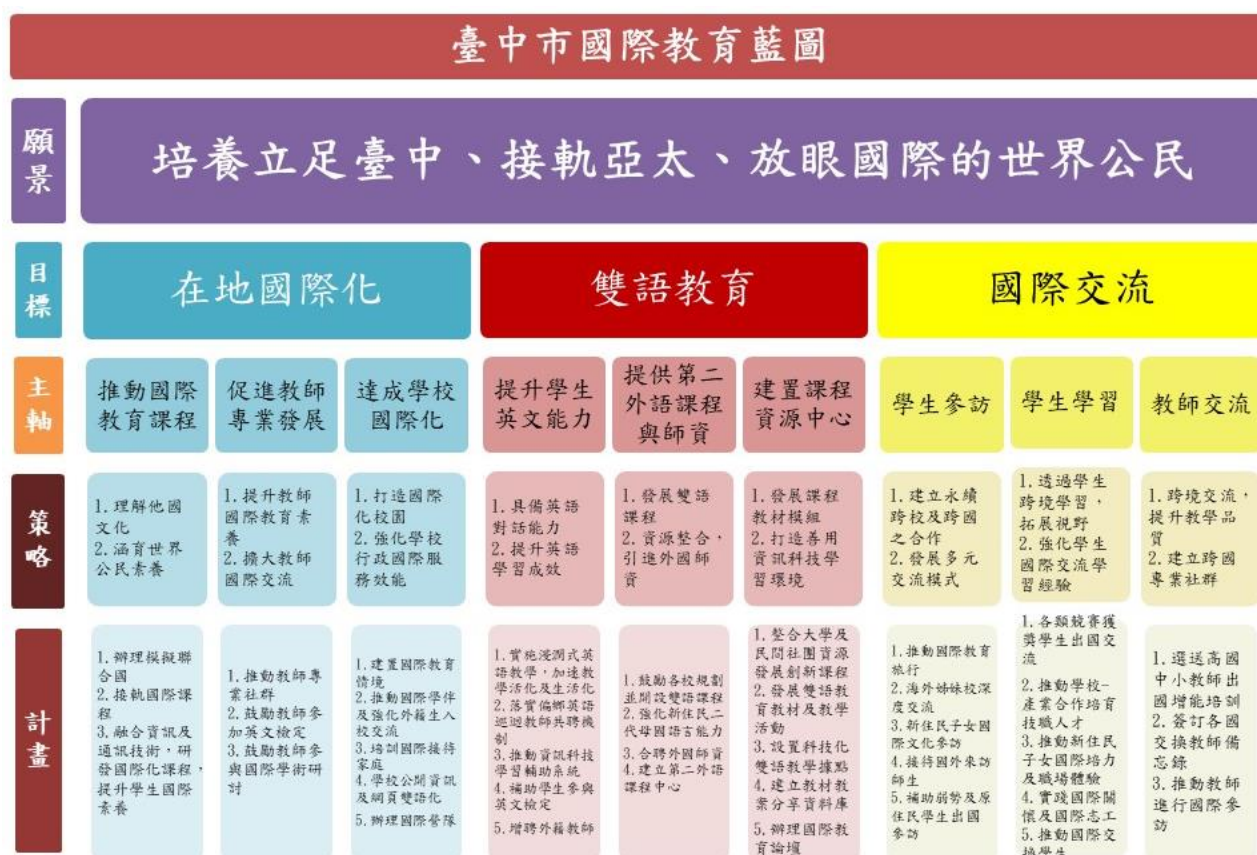 臺中市國際教育藍圖
願景
培養立足臺中、接軌亞太、放眼國際的世界公民
目標
在地國際化
雙語教育
國際交流
主軸
推動國際
教育課程
促進教師
專業發展
達成學校
國際化
提升學生
英文能力
提供第二
外語課程
與師資
建置課程
資源中心
學生參訪
學生學習
教師交流
策略
1.理解他國
文化
2.涵育世界
公民素養
1.提升教師
國際教育素
養
2.擴大教師
國際交流
1.打造國際
化校園
2.強化學校
行政國際服
務效能
1.具備英語
對話能力
2.提升英語
學習成效
1.發展雙語
課程
2.資源整合，
引進外國師
資
1.發展課程
教材模組
2.打造善用
資訊科技學
習環境
1.建立永續
跨校及跨國
之合作
2.發展多元
交流模式
1.透過學生
跨境學習，
拓展視野
2.強化學生
國際交流學
習經驗
1.跨境交流，
提升教學品
質
2.建立跨國
專業社群
計畫
1.辦理模擬聯
合國
2.接軌國際課
程
3.融合資訊及
通訊技術，研
發國際化課程，
提升學生國際
素養
1.推動教師專
業社群
2.鼓勵教師參
加英文檢定
3.鼓勵教師參
與國際學術研
討
1.建置國際教育
情境
2.推動國際學伴
及強化外籍生入
校交流
3.培訓國際接待
家庭
4.學校公開資訊
及網頁雙語化
5.辦理國際營隊
1.實施浸潤式英
語教學，加速教
學活化及生活化
2.落實偏鄉英語
巡迴教師共聘機
制
3.推動資訊科技
學習輔助系統
4.補助學生參與
英文檢定
5.增聘外籍教師
1.鼓勵各校規劃
並開設雙語課程
2.強化新住民二
代母國語言能力
3.合聘外國師資
4.建立第二外語
課程中心
1.整合大學及
民間社團資源
發展創新課程
2.發展雙語教
育教材及教學
活動
3.設置科技化
雙語教學據點
4.建立教材教
案分享資料庫
5.辦理國際教
育論壇
1.推動國際教育
旅行
2.海外姊妹校深
度交流
3.新住民子女國
際文化參訪
4.接待國外來訪
師生
5.補助弱勢及原
住民學生出國
參訪
1.各類競賽獲
獎學生出國交
流
2.推動學校-
產業合作培育
技職人才
3.推動新住民
子女國際培力
及職場體驗
4.實踐國際關
懷及國際志工
5.推動國際交
換學生
1.選送高國
中小教師出
國增能培訓
2.簽訂各國
交換教師備
忘錄
3.推動教師
進行國際參
訪